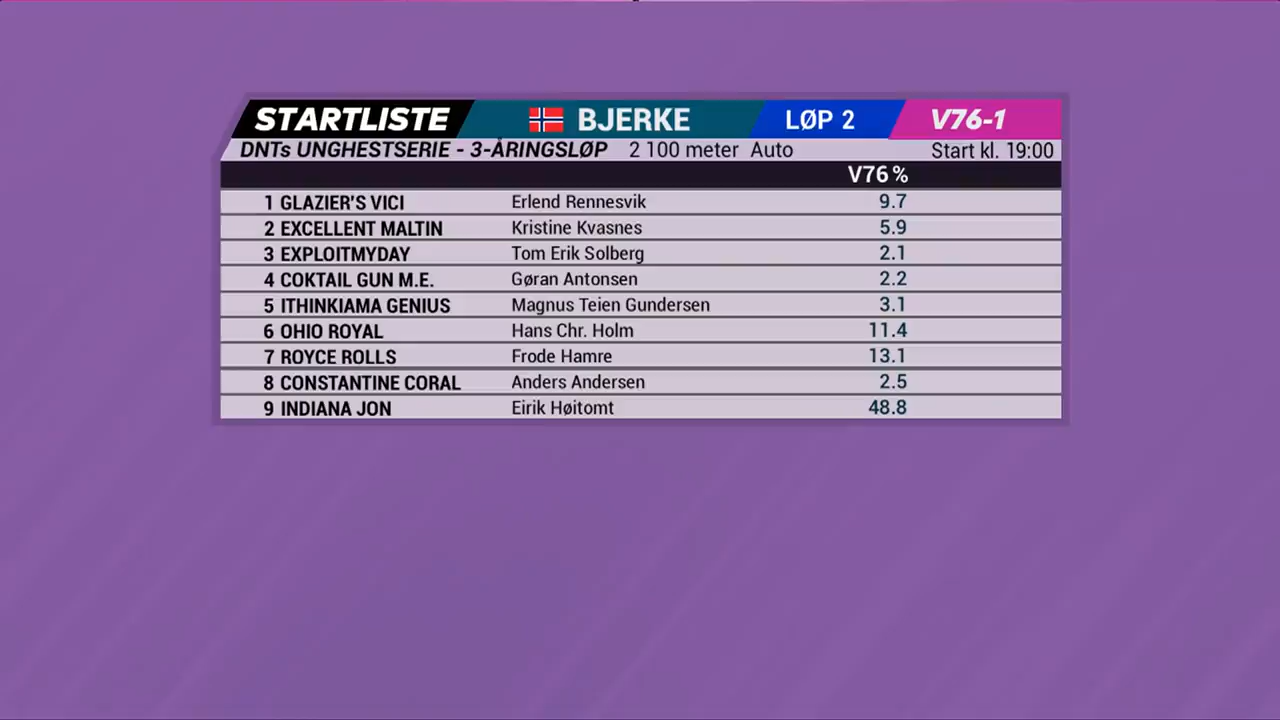 STARTLISTE BJERKE LØP 2 V76-1
DNTs UNGHESTSERIE - 3-ÅRINGSLØP 2 100 meter Auto Start kl. 19:00
V76 %
1 GLAZIER'S VICI Erlend Rennesvik 9.7
2 EXCELLENT MALTIN Kristine Kvasnes 5.9
3 EXPLOITMYDAY Tom Erik Solberg 2.1
4 COKTAIL GUN M.E. Gøran Antonsen 2.2
5 ITHINKIAMA GENIUS Magnus Teien Gundersen 3.1
6 OHIO ROYAL Hans Chr. Holm 11.4
7 ROYCE ROLLS Frode Hamre 13.1
8 CONSTANTINE CORAL Anders Andersen 2.5
9 INDIANA JON Eirik Høitomt 48.8